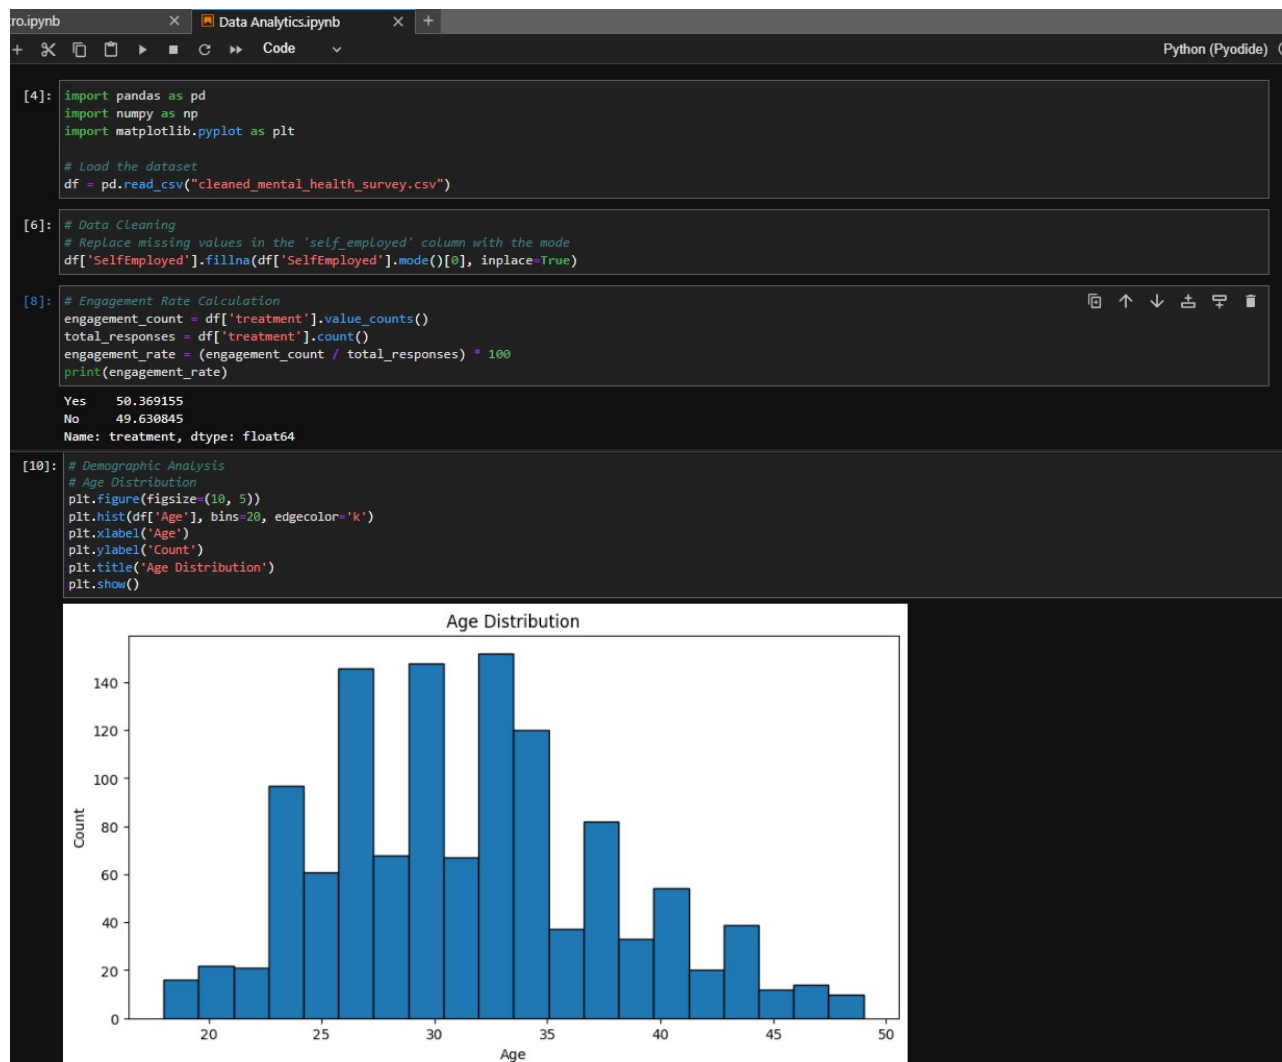 ro.ipynb
Data Analytics.ipynb
Code
Python (Pyodide)
[4]: import pandas as pd
import numpy as np
import matplotlib.pyplot as plt
# Load the dataset
df = pd.read_csv("cleaned_mental_health_survey.csv")
[6]: # Data Cleaning
# Replace missing values in the 'self_employed' column with the mode
df['SelfEmployed'].fillna(df['SelfEmployed'].mode()[0], inplace=True)
[8]: # Engagement Rate Calculation
engagement_count = df['treatment'].value_counts()
total_responses = df['treatment'].count()
engagement_rate = (engagement_count / total_responses) * 100
print(engagement_rate)
Yes 50.369155
No 49.630845
Name: treatment, dtype: float64
[10]: # Demographic Analysis
# Age Distribution
plt.figure(figsize=(10, 5))
plt.hist(df['Age'], bins=20, edgecolor='k')
plt.xlabel('Age')
plt.ylabel('Count')
plt.title('Age Distribution')
plt.show()
Age Distribution
140
120
100
80
60
40
20
0
Count
20 25 30 35 40 45 50
Age